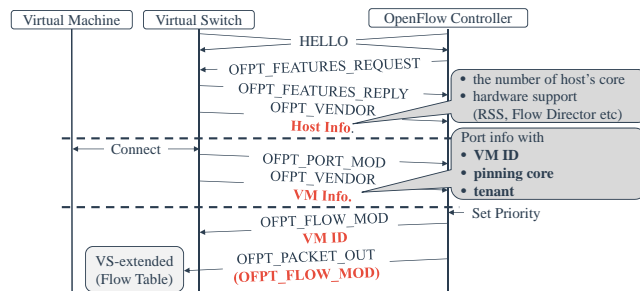 Virtual Machine
Virtual Switch
OpenFlow Controller
HELLO
OFPT_FEATURES_REQUEST
OFPT_FEATURES_REPLY
OFPT_VENDOR
Host Info.
• the number of host's core
• hardware support
(RSS, Flow Director etc)
Connect
OFPT_PORT_MOD
OFPT_VENDOR
VM Info.
Port info with
• VM ID
• pinning core
• tenant
Set Priority
OFPT_FLOW_MOD
VM ID
OFPT_PACKET_OUT
(OFPT_FLOW_MOD)
VS-extended
(Flow Table)